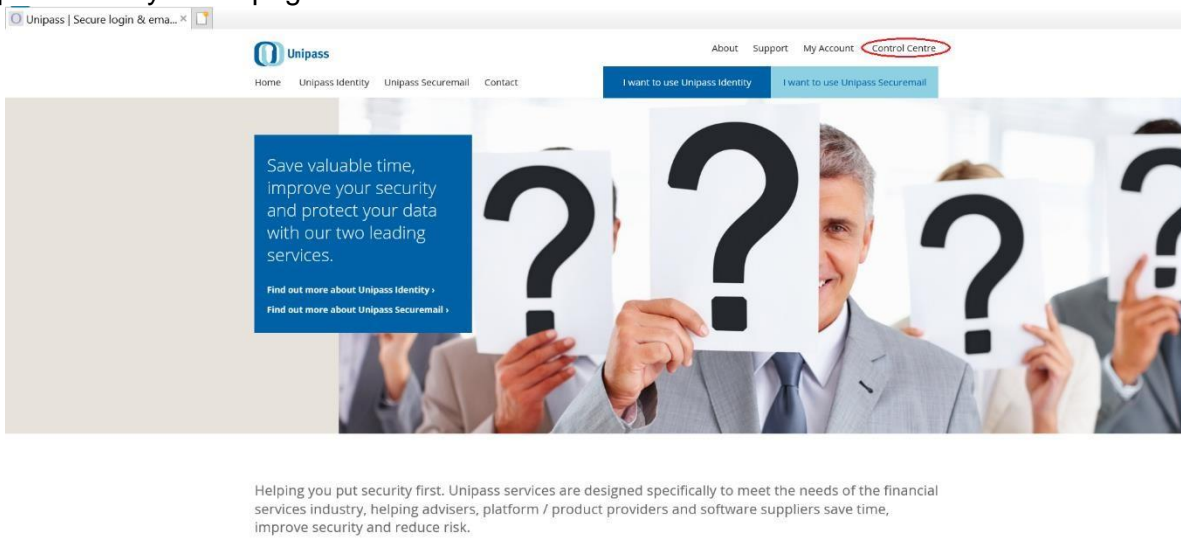 Unipass | Secure login & ema... ×
Unipass
About Support My Account Control Centre
Home Unipass Identity Unipass Securemail Contact
I want to use Unipass Identity
I want to use Unipass Securemail
Save valuable time,
improve your security
and protect your data
with our two leading
services.
Find out more about Unipass Identity ›
Find out more about Unipass Securemail ›
? ? ? ?
Helping you put security first. Unipass services are designed specifically to meet the needs of the financial
services industry, helping advisers, platform / product providers and software suppliers save time,
improve security and reduce risk.